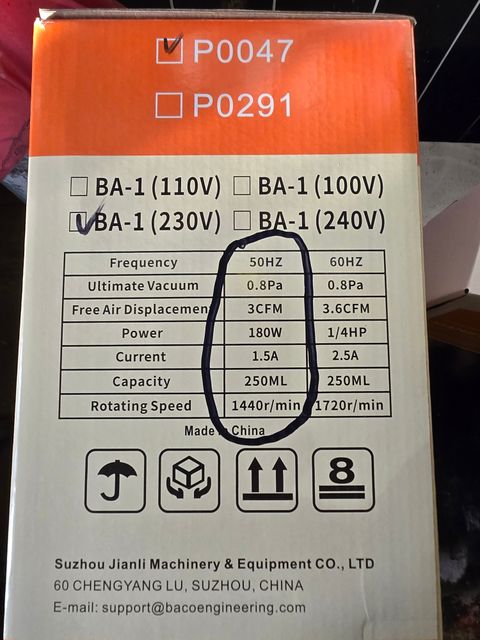 P0047
P0291
BA-1 (110V) BA-1 (100V)
BA-1 (230V) BA-1 (240V)
Frequency 50HZ 60HZ
Ultimate Vacuum 0.8Pa 0.8Pa
Free Air Displacemen 3CFM 3.6CFM
Power 180W 1/4HP
Current 1.5A 2.5A
Capacity 250ML 250ML
Rotating Speed 1440r/min 1720r/min
Made China
8
Suzhou Jianli Machinery & Equipment CO., LTD
60 CHENGYANG LU, SUZHOU, CHINA
E-mail: support@bacoengineering.com